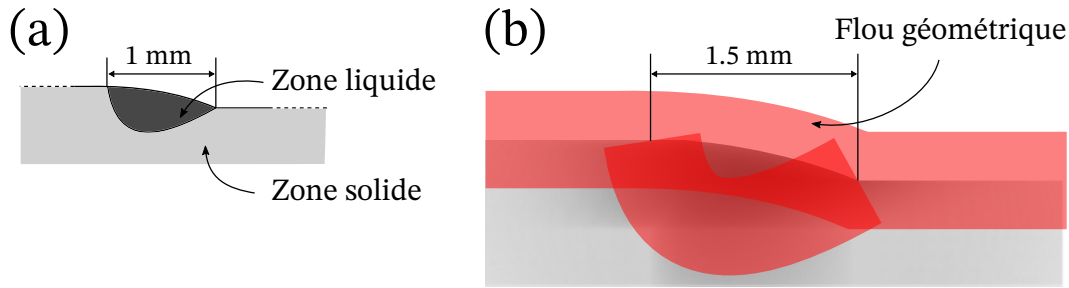 (a)
1 mm
Zone liquide
Zone solide
(b)
Flou géométrique
1.5 mm